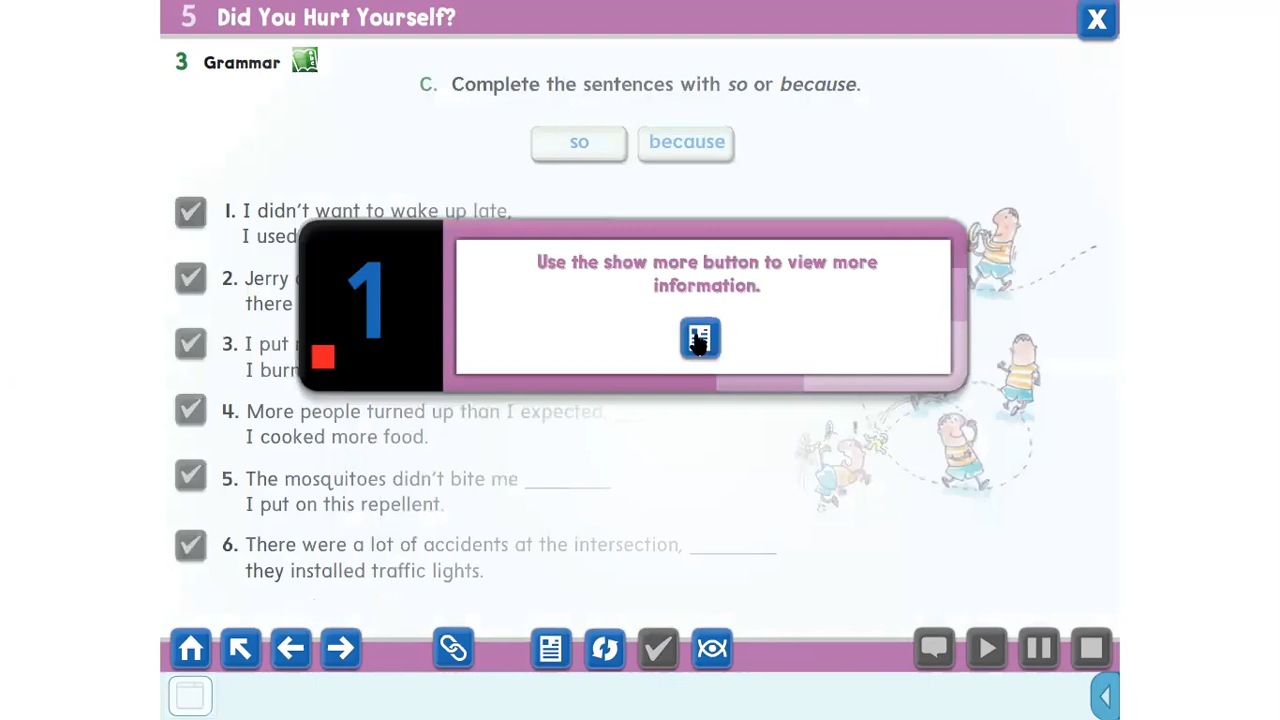 5 Did You Hurt Yourself?
X
3 Grammar
C. Complete the sentences with so or because.
so because
1. I didn't want to wake up late,
I used
2. Jerry
there
3. I put
I burn
4. More people turned up than I expected,
I cooked more food.
5. The mosquitoes didn't bite me ________
I put on this repellent.
6. There were a lot of accidents at the intersection, ________
they installed traffic lights.
1
Use the show more button to view more
information.